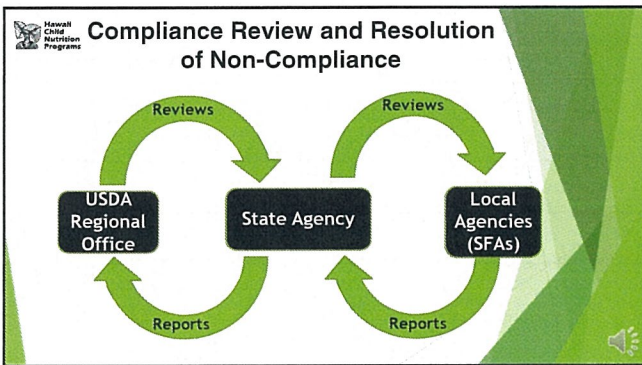 Hawaii
Child
Nutrition
Programs
Compliance Review and Resolution
of Non-Compliance
Reviews
Reviews
USDA
Regional
Office
State Agency
Local
Agencies
(SFAs)
Reports
Reports